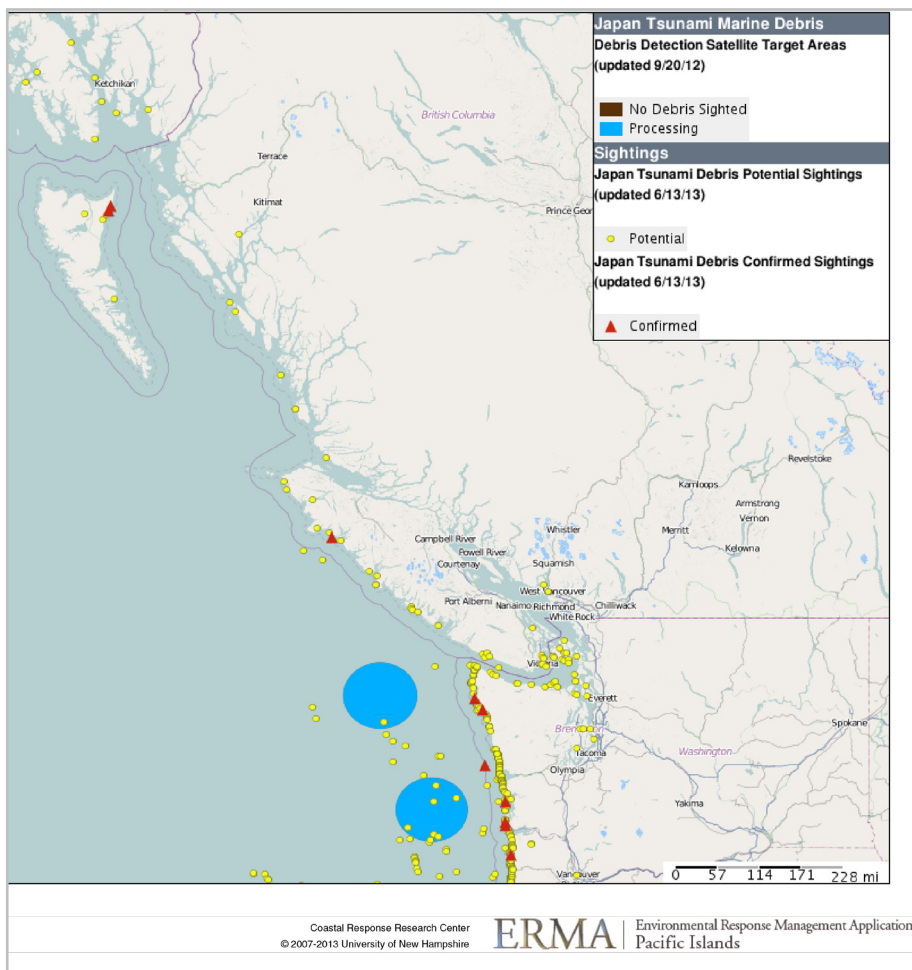 Japan Tsunami Marine Debris
Debris Detection Satellite Target Areas
(updated 9/20/12)
No Debris Sighted
Processing
Sightings
Japan Tsunami Debris Potential Sightings
(updated 6/13/13)
Potential
Japan Tsunami Debris Confirmed Sightings
(updated 6/13/13)
Confirmed
Ketchikan
British Columbia
Terrace
Kitimat
Prince Geor
Revelstoke
Kamloops
Armstrong
Vernon
Merritt
Kelowna
Whistler
Campbell River
Powell River
Courtenay
Squamish
West Vancouver
Port Alberni
Nanaimo
Richmond
Chilliwack
White Rock
Victoria
Everett
Spokane
Washington
Tacoma
Olympia
Yakima
Vancouver
0 57 114 171 228 mi
Coastal Response Research Center
© 2007-2013 University of New Hampshire
ERMA
Environmental Response Management Application
Pacific Islands